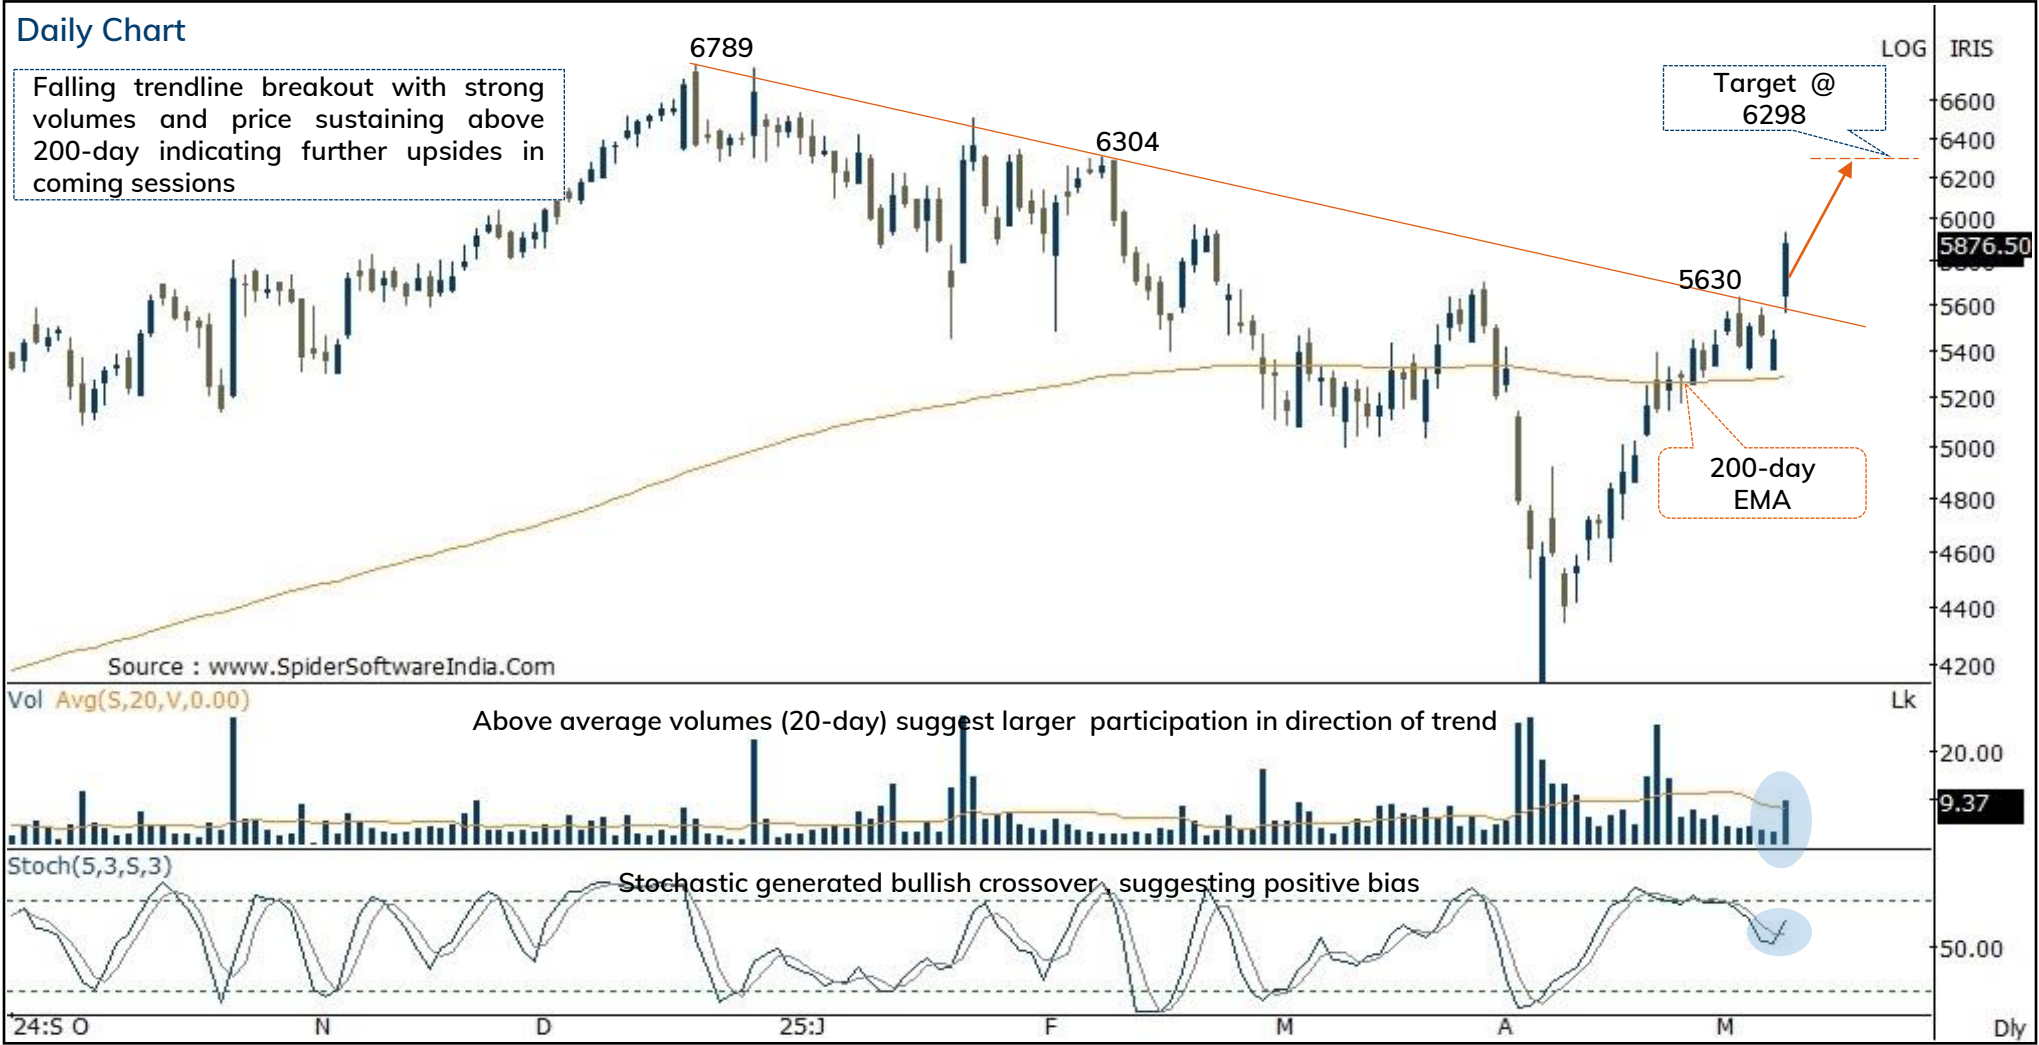 Daily Chart
Falling trendline breakout with strong
volumes and price sustaining above
200-day indicating further upsides in
coming sessions
6789
6304
5630
LOG
IRIS
Target @
6298
6600
6400
6200
6000
5876.50
5600
5400
5200
5000
4800
4600
4400
4200
200-day
EMA
Source : www.SpiderSoftwareIndia.Com
Vol Avg(S,20,V,0.00)
Above average volumes (20-day) suggest larger participation in direction of trend
Lk
20.00
9.37
Stoch(5,3,S,3)
Stochastic generated bullish crossover , suggesting positive bias
50.00
24:S O N D 25:J F M A M
Dly